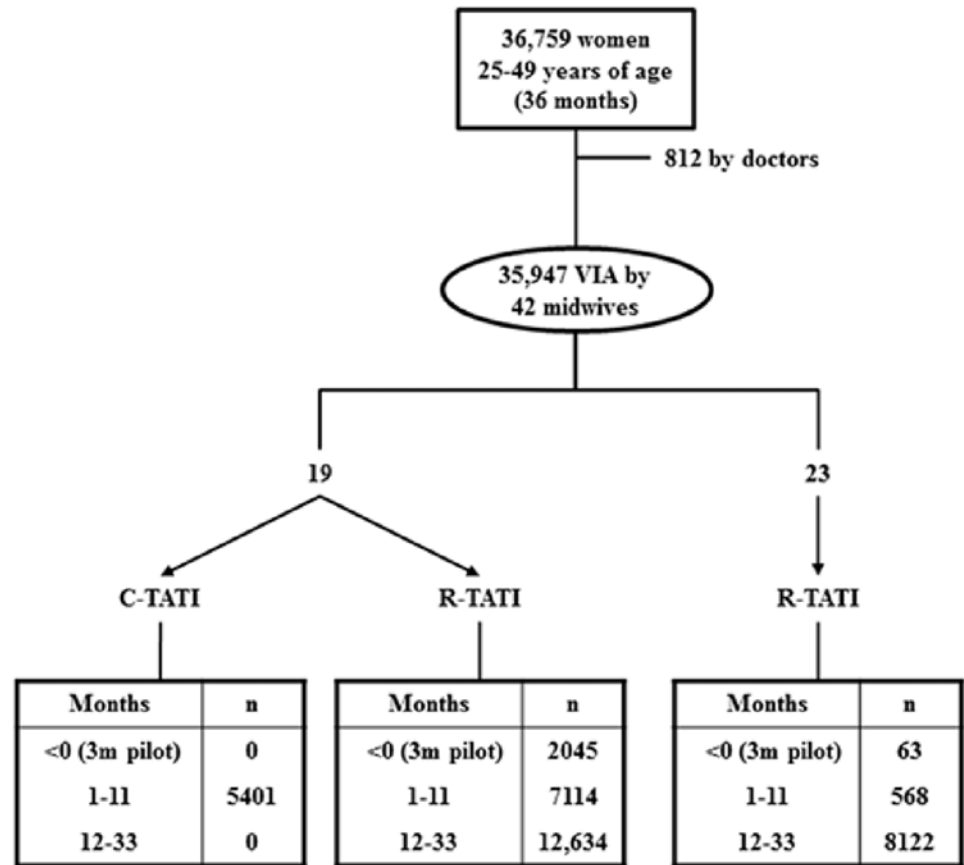 36,759 women
25-49 years of age
(36 months)
812 by doctors
35,947 VIA by
42 midwives
19
23
C-TATI
R-TATI
R-TATI
Months n
<0 (3m pilot) 0
1-11 5401
12-33 0
Months n
<0 (3m pilot) 2045
1-11 7114
12-33 12,634
Months n
<0 (3m pilot) 63
1-11 568
12-33 8122